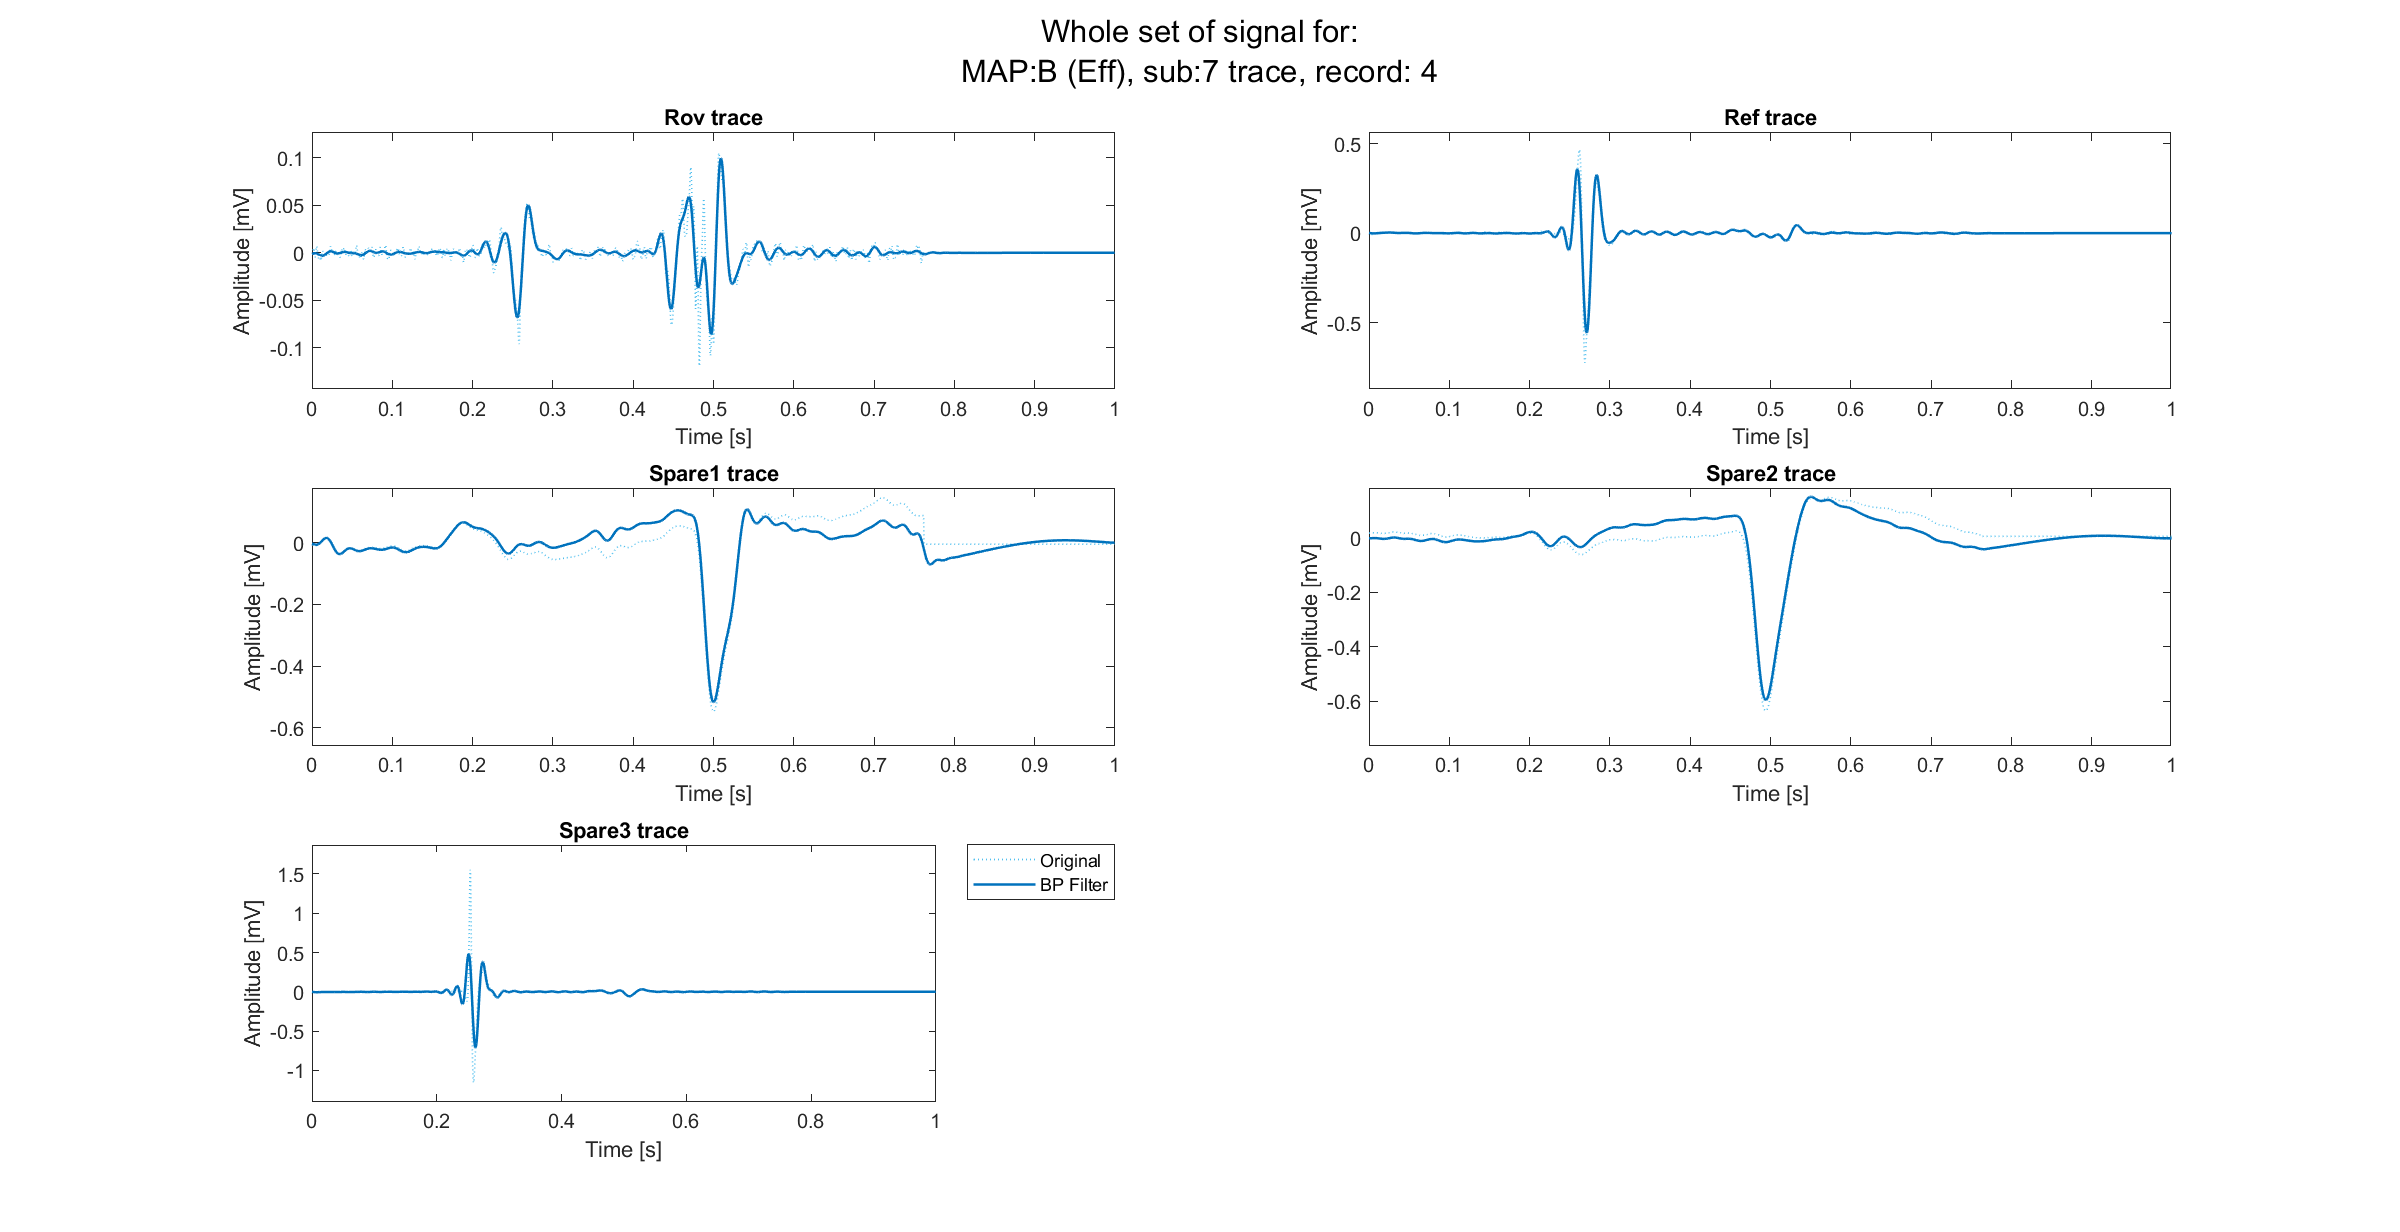 Whole set of signal for:
MAP:B (Eff), sub:7 trace, record: 4
Rov trace
Amplitude [mV]
0.1
0.05
0
-0.05
-0.1
0 0.1 0.2 0.3 0.4 0.5 0.6 0.7 0.8 0.9 1
Time [s]
Ref trace
Amplitude [mV]
0.5
0
-0.5
0 0.1 0.2 0.3 0.4 0.5 0.6 0.7 0.8 0.9 1
Time [s]
Spare1 trace
Amplitude [mV]
0
-0.2
-0.4
-0.6
0 0.1 0.2 0.3 0.4 0.5 0.6 0.7 0.8 0.9 1
Time [s]
Spare2 trace
Amplitude [mV]
0
-0.2
-0.4
-0.6
0 0.1 0.2 0.3 0.4 0.5 0.6 0.7 0.8 0.9 1
Time [s]
Spare3 trace
Amplitude [mV]
1.5
1
0.5
0
-0.5
-1
0 0.2 0.4 0.6 0.8 1
Time [s]
Original
BP Filter